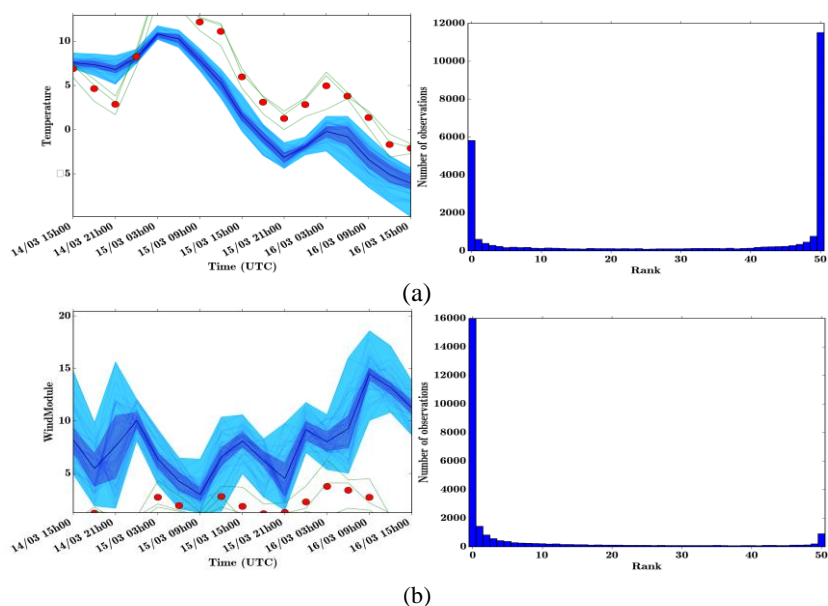 Temperature
10
5
0
□5
14/03 15h00
14/03 21h00
15/03 03h00
15/03 09h00
15/03 15h00
15/03 21h00
16/03 03h00
16/03 09h00
16/03 15h00
Time (UTC)
Number of observations
12000
10000
8000
6000
4000
2000
0
0 10 20 30 40 50
Rank
(a)
WindModule
20
15
10
5
14/03 15h00
14/03 21h00
15/03 03h00
15/03 09h00
15/03 15h00
15/03 21h00
16/03 03h00
16/03 09h00
16/03 15h00
Time (UTC)
Number of observations
16000
14000
12000
10000
8000
6000
4000
2000
0
0 10 20 30 40 50
Rank
(b)